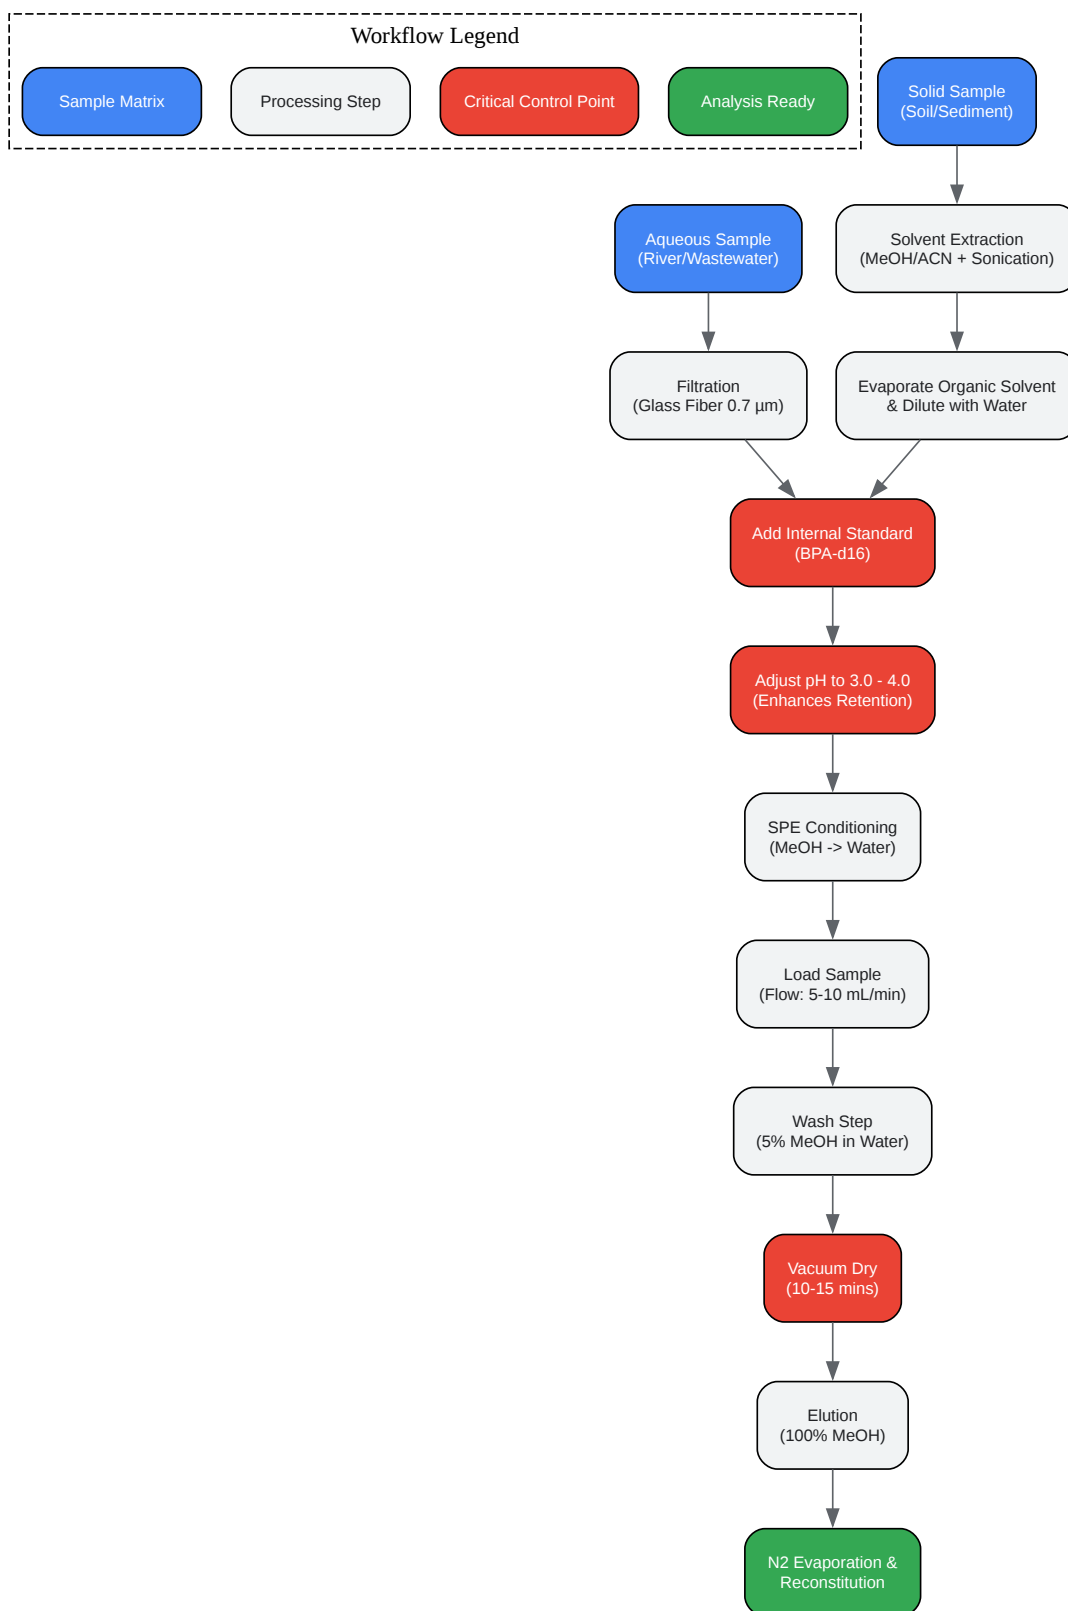 Workflow Legend
Sample Matrix
Processing Step
Critical Control Point
Analysis Ready
Solid Sample
(Soil/Sediment)
Aqueous Sample
(River/Wastewater)
Solvent Extraction
(MeOH/ACN + Sonication)
Filtration
(Glass Fiber 0.7 µm)
Evaporate Organic Solvent
& Dilute with Water
Add Internal Standard
(BPA-d16)
Adjust pH to 3.0 - 4.0
(Enhances Retention)
SPE Conditioning
(MeOH -> Water)
Load Sample
(Flow: 5-10 mL/min)
Wash Step
(5% MeOH in Water)
Vacuum Dry
(10-15 mins)
Elution
(100% MeOH)
N2 Evaporation &
Reconstitution